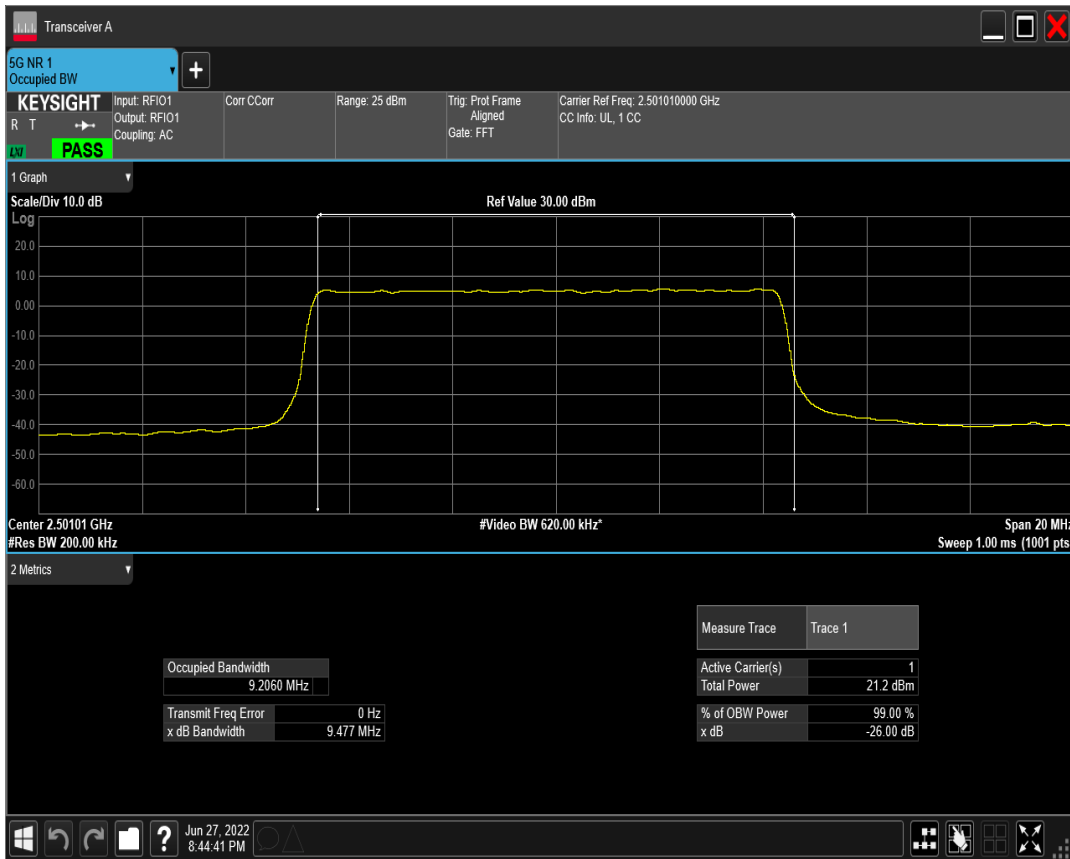 Transceiver A
5G NR 1
Occupied BW
KEYSIGHT
R T
LXI
PASS
Input: RFIO1
Output: RFIO1
Coupling: AC
Corr CCorr
Range: 25 dBm
Trig: Prot Frame
Aligned
Gate: FFT
Carrier Ref Freq: 2.501010000 GHz
CC Info: UL, 1 CC
1 Graph
Scale/Div 10.0 dB
Ref Value 30.00 dBm
Log
20.0
10.0
0.00
-10.0
-20.0
-30.0
-40.0
-50.0
-60.0
Center 2.50101 GHz
#Video BW 620.00 kHz*
Span 20 MHz
#Res BW 200.00 kHz
Sweep 1.00 ms (1001 pts
2 Metrics
Measure Trace Trace 1
Occupied Bandwidth
9.2060 MHz
Active Carrier(s) 1
Total Power 21.2 dBm
Transmit Freq Error 0 Hz
x dB Bandwidth 9.477 MHz
% of OBW Power 99.00 %
x dB -26.00 dB
?
Jun 27, 2022
8:44:41 PM